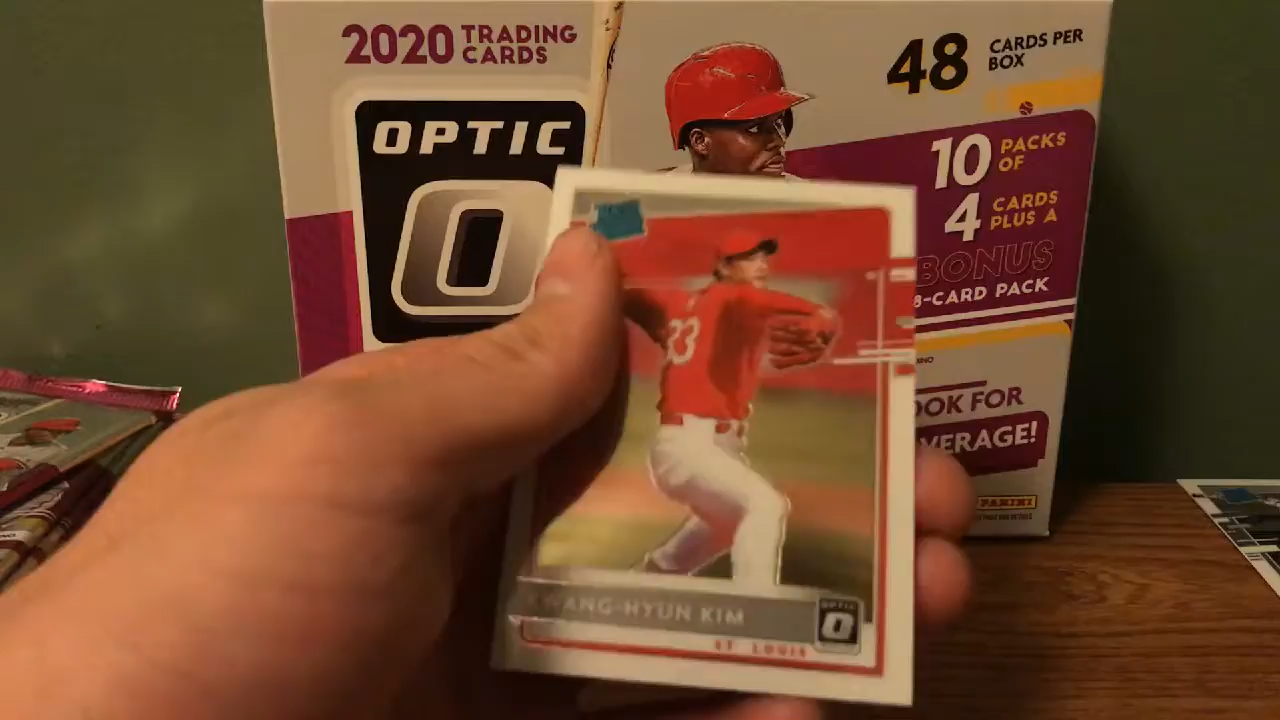 2020 TRADING CARDS
48 CARDS PER BOX
OPTIC
10 PACKS OF
4 CARDS PLUS A
BONUS
8-CARD PACK
OOK FOR
VERAGE!
PANINI
33
KWANG-HYUN KIM
OPTIC
ST. LOUIS